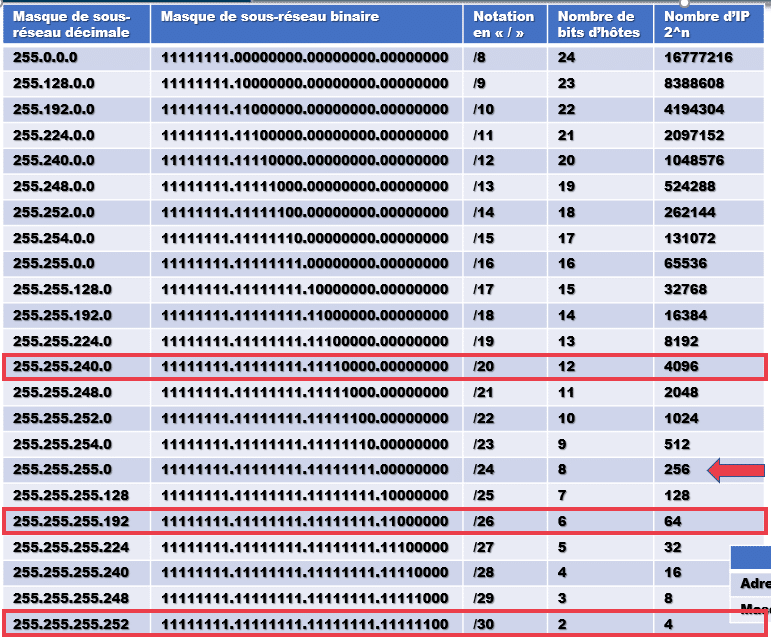 Masque de sous-réseau décimale | Masque de sous-réseau binaire | Notation en « / » | Nombre de bits d’hôtes | Nombre d’IP 2^n
255.0.0.0 11111111.00000000.00000000.00000000 /8 24 16777216
255.128.0.0 11111111.10000000.00000000.00000000 /9 23 8388608
255.192.0.0 11111111.11000000.00000000.00000000 /10 22 4194304
255.224.0.0 11111111.11100000.00000000.00000000 /11 21 2097152
255.240.0.0 11111111.11110000.00000000.00000000 /12 20 1048576
255.248.0.0 11111111.11111000.00000000.00000000 /13 19 524288
255.252.0.0 11111111.11111100.00000000.00000000 /14 18 262144
255.254.0.0 11111111.11111110.00000000.00000000 /15 17 131072
255.255.0.0 11111111.11111111.00000000.00000000 /16 16 65536
255.255.128.0 11111111.11111111.10000000.00000000 /17 15 32768
255.255.192.0 11111111.11111111.11000000.00000000 /18 14 16384
255.255.224.0 11111111.11111111.11100000.00000000 /19 13 8192
255.255.240.0 11111111.11111111.11110000.00000000 /20 12 4096
255.255.248.0 11111111.11111111.11111000.00000000 /21 11 2048
255.255.252.0 11111111.11111111.11111100.00000000 /22 10 1024
255.255.254.0 11111111.11111111.11111110.00000000 /23 9 512
255.255.255.0 11111111.11111111.11111111.00000000 /24 8 256
255.255.255.128 11111111.11111111.11111111.10000000 /25 7 128
255.255.255.192 11111111.11111111.11111111.11000000 /26 6 64
255.255.255.224 11111111.11111111.11111111.11100000 /27 5 32
255.255.255.240 11111111.11111111.11111111.11110000 /28 4 16
255.255.255.248 11111111.11111111.11111111.11111000 /29 3 8
255.255.255.252 11111111.11111111.11111111.11111100 /30 2 4
Adre